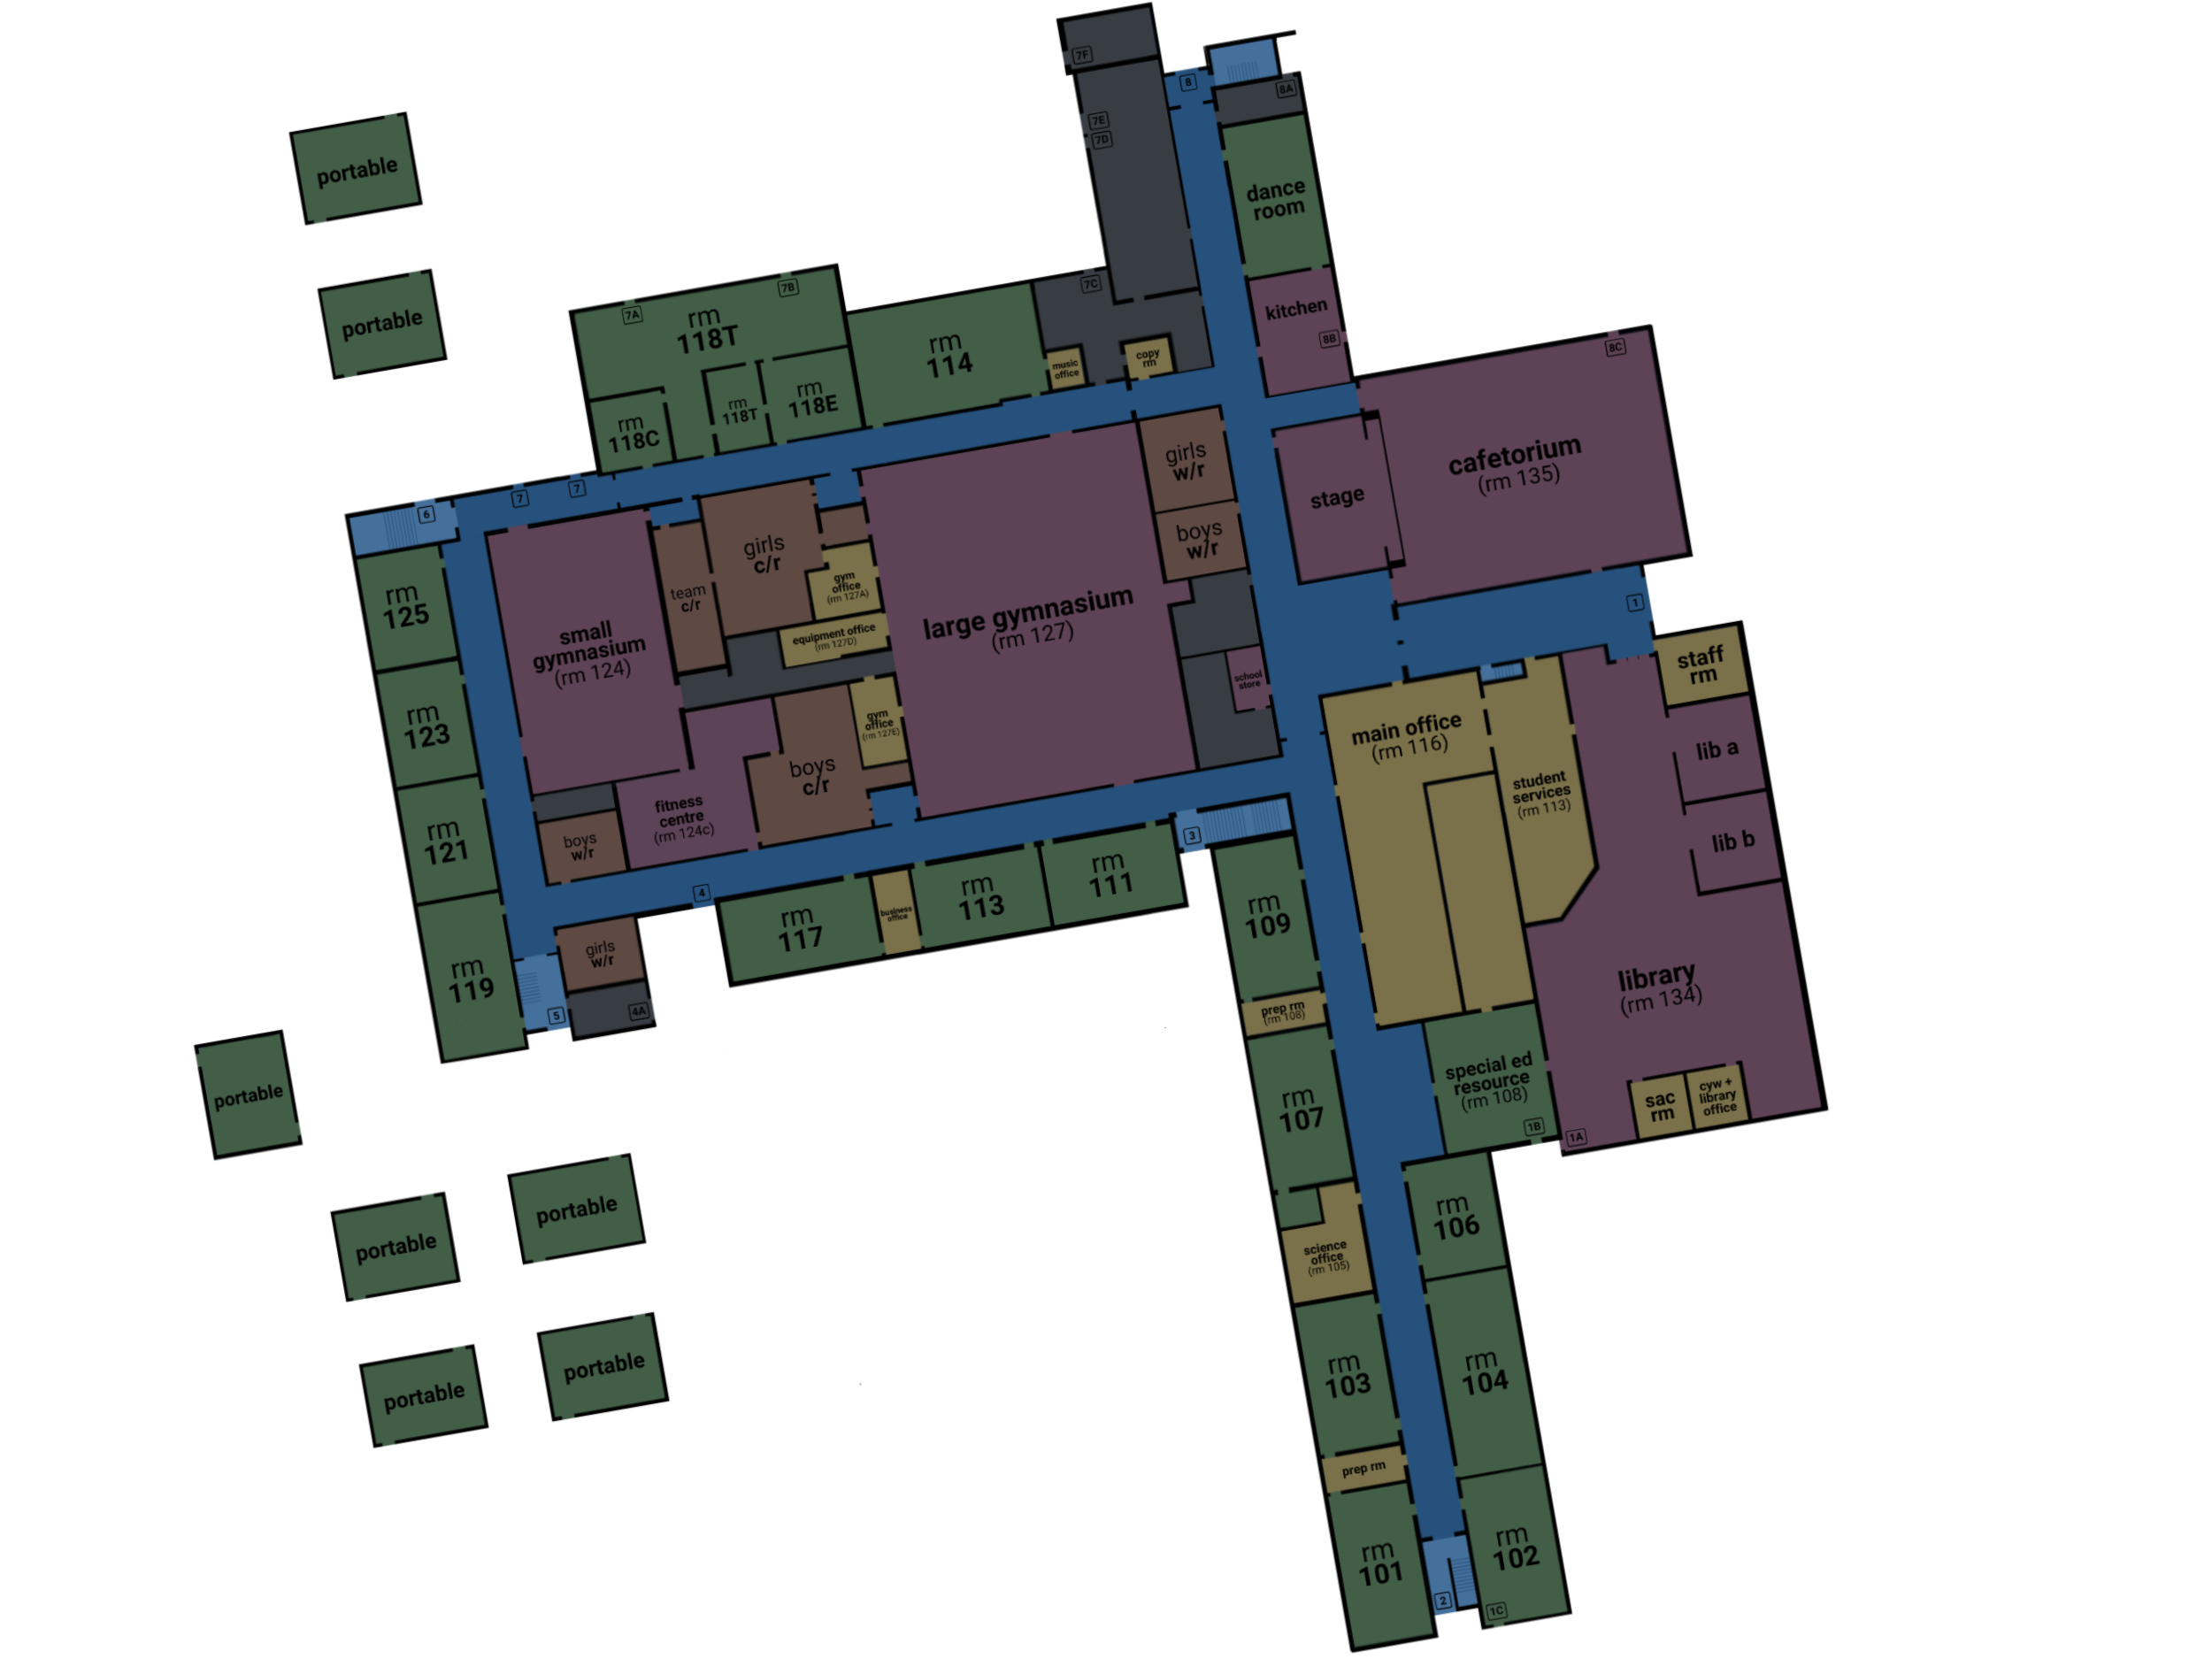 7F
8
8A
7E
7D
portable
dance
room
7C
7B
7A
rm
118T
kitchen
8B
portable
rm
114
music
office
copy
rm
8C
rm
118C
rm
118T
rm
118E
cafetorium
(rm 135)
girls
w/r
stage
7
7
6
boys
w/r
girls
c/r
team
c/r
gym
office
(rm 127A)
equipment office
(rm 127D)
large gymnasium
(rm 127)
small
gymnasium
(rm 124)
rm
125
1
staff
rm
school
store
rm
123
gym
office
(rm 127E)
main office
(rm 116)
lib a
boys
c/r
student
services
(rm 113)
fitness
centre
(rm 124c)
rm
121
boys
w/r
3
lib b
rm
111
rm
113
business
office
4
rm
117
rm
109
girls
w/r
rm
119
library
(rm 134)
5
4A
prep rm
(rm 108)
special ed
resource
(rm 108)
1B
1A
sac
rm
cyw +
library
office
rm
107
portable
portable
portable
rm
106
science
office
(rm 105)
portable
portable
rm
103
rm
104
prep rm
rm
101
rm
102
2
1C